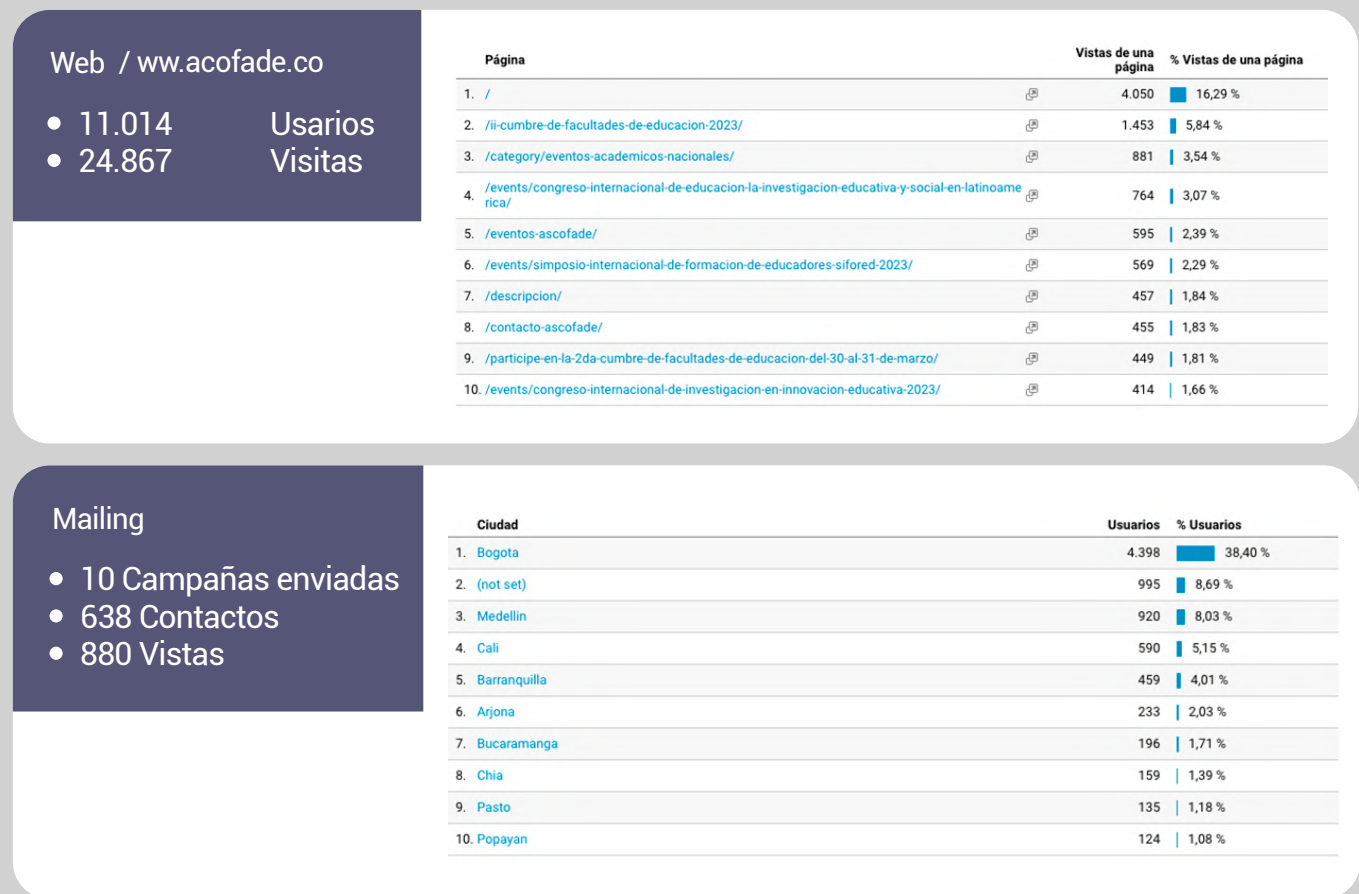 Web / ww.acofade.co
• 11.014 Usarios
• 24.867 Visitas
Página Vistas de una página % Vistas de una página
1. / 4.050 16,29 %
2. /ii-cumbre-de-facultades-de-educacion-2023/ 1.453 5,84 %
3. /category/eventos-academicos-nacionales/ 881 3,54 %
4. /events/congreso-internacional-de-educacion-la-investigacion-educativa-y-social-en-latinoame
rica/ 764 3,07 %
5. /eventos-ascofade/ 595 2,39 %
6. /events/simposio-internacional-de-formacion-de-educadores-sifored-2023/ 569 2,29 %
7. /descripcion/ 457 1,84 %
8. /contacto-ascofade/ 455 1,83 %
9. /participe-en-la-2da-cumbre-de-facultades-de-educacion-del-30-al-31-de-marzo/ 449 1,81 %
10. /events/congreso-internacional-de-investigacion-en-innovacion-educativa-2023/ 414 1,66 %
Mailing
• 10 Campañas enviadas
• 638 Contactos
• 880 Vistas
Ciudad Usuarios % Usuarios
1. Bogota 4.398 38,40 %
2. (not set) 995 8,69 %
3. Medellin 920 8,03 %
4. Cali 590 5,15 %
5. Barranquilla 459 4,01 %
6. Arjona 233 2,03 %
7. Bucaramanga 196 1,71 %
8. Chia 159 1,39 %
9. Pasto 135 1,18 %
10. Popayan 124 1,08 %